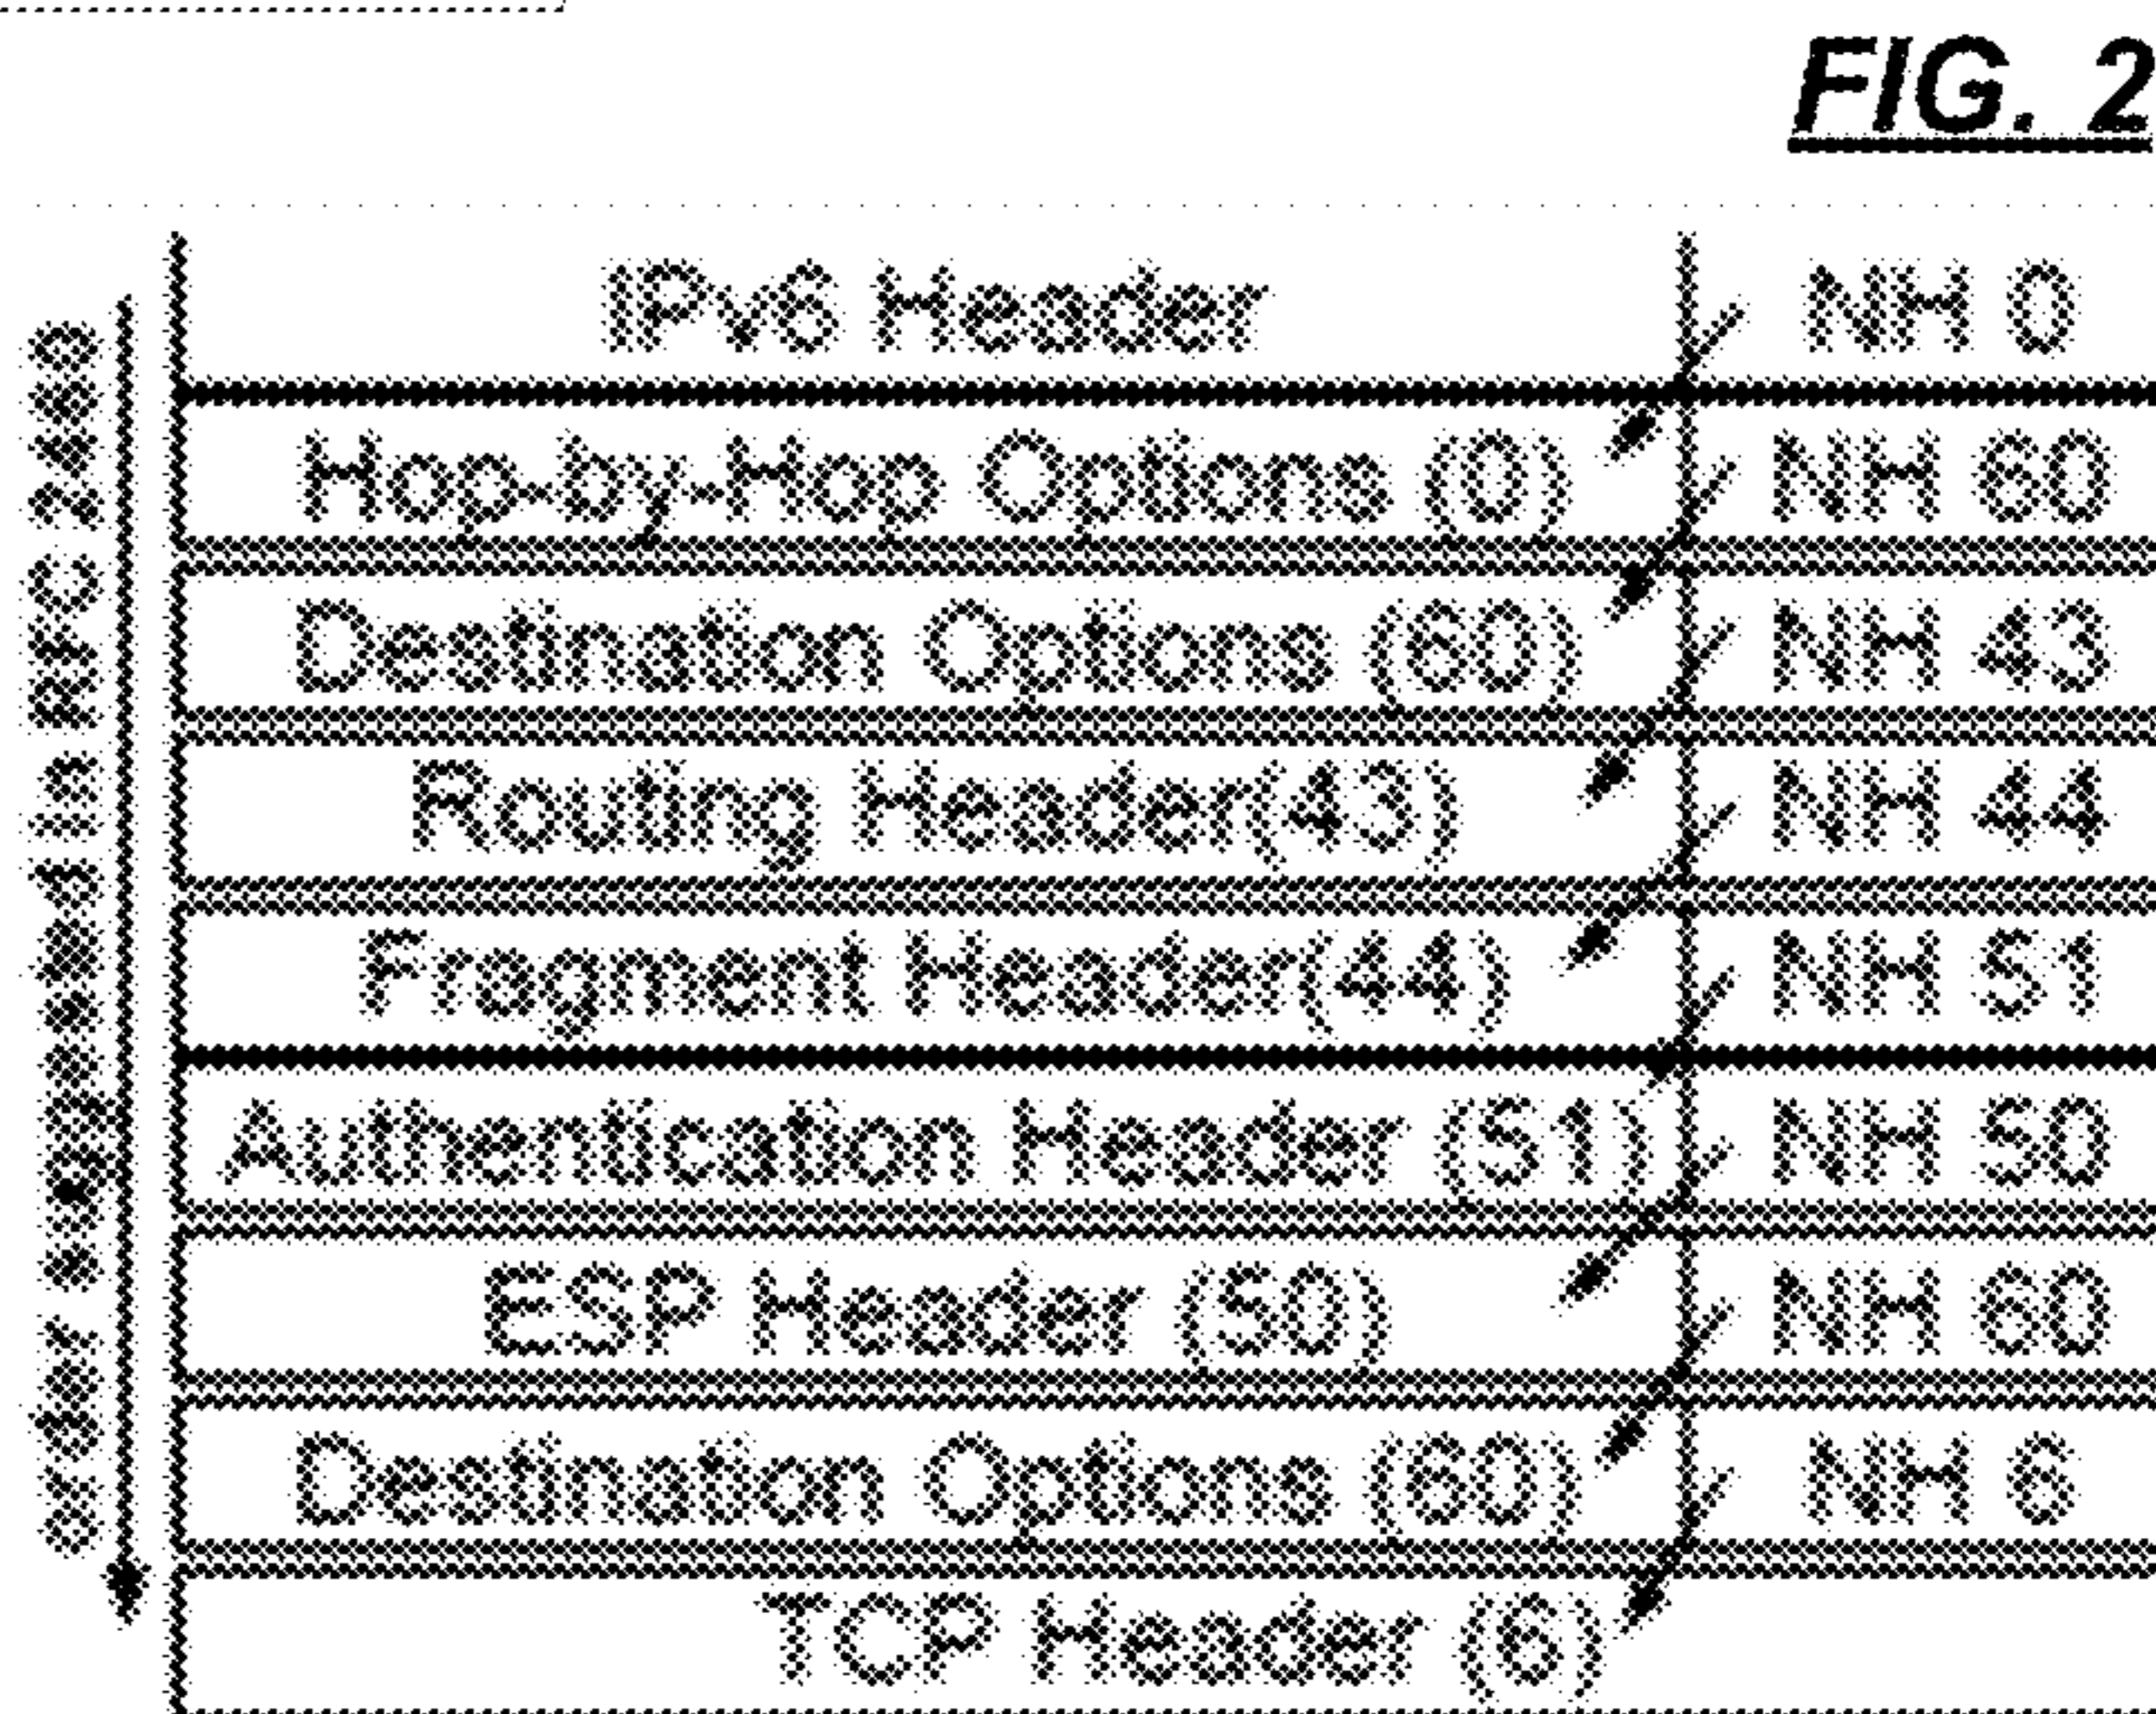 FIG. 2
IPv6 Header NH 0
Hop-by-Hop Options (0) NH 60
Destination Options (60) NH 43
Routing Header(43) NH 44
Fragment Header(44) NH 51
Authentication Header (51) NH 50
ESP Header (50) NH 60
Destination Options (60) NH 6
TCP Header (6)
Order suggested in RFC 2460